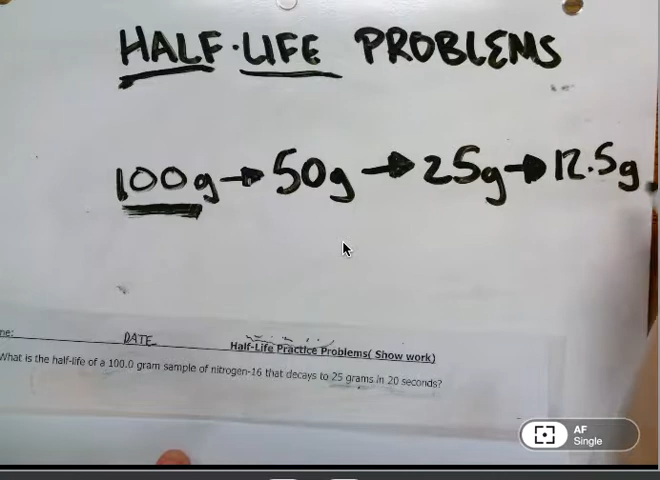 HALF-LIFE PROBLEMS
100g → 50g → 25g → 12.5g
me: DATE Half-Life Practice Problems( Show work)
What is the half-life of a 100.0 gram sample of nitrogen-16 that decays to 25 grams in 20 seconds?
AF
Single